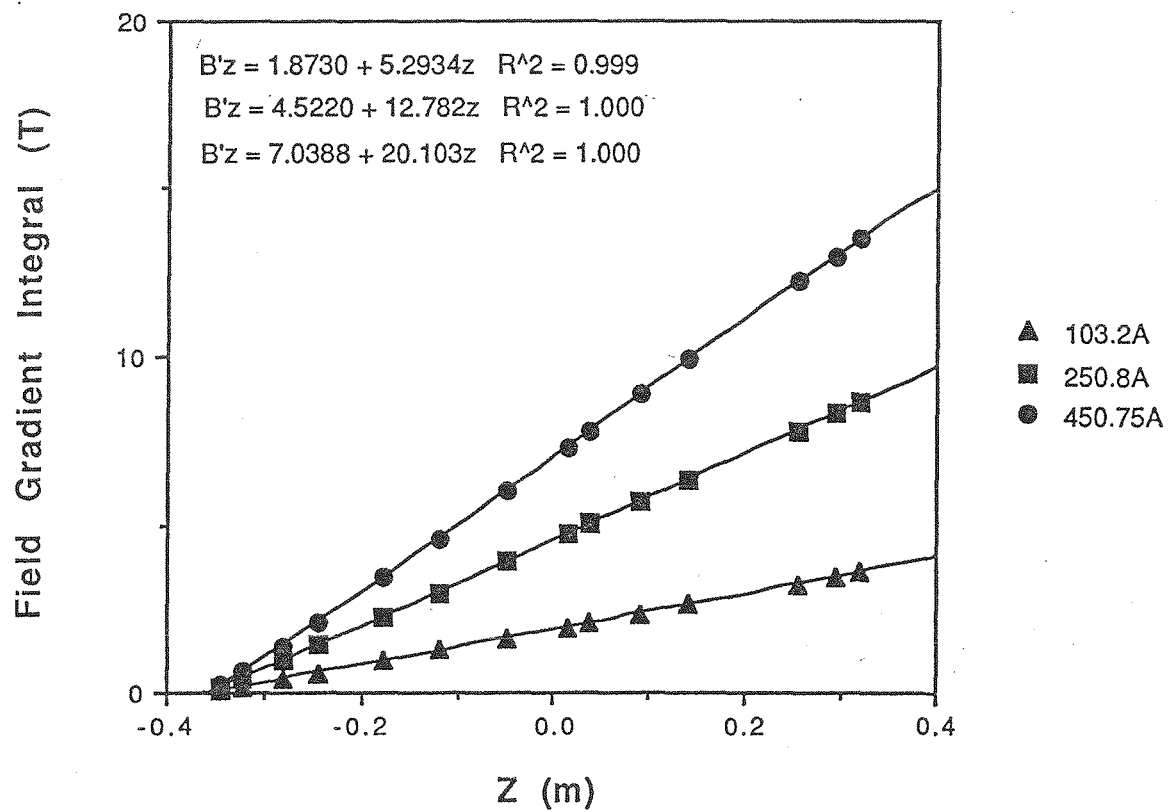 20
B'z = 1.8730 + 5.2934z R^2 = 0.999
B'z = 4.5220 + 12.782z R^2 = 1.000
B'z = 7.0388 + 20.103z R^2 = 1.000
Field Gradient Integral (T)
10
103.2A
250.8A
450.75A
0
-0.4 -0.2 0.0 0.2 0.4
Z (m)